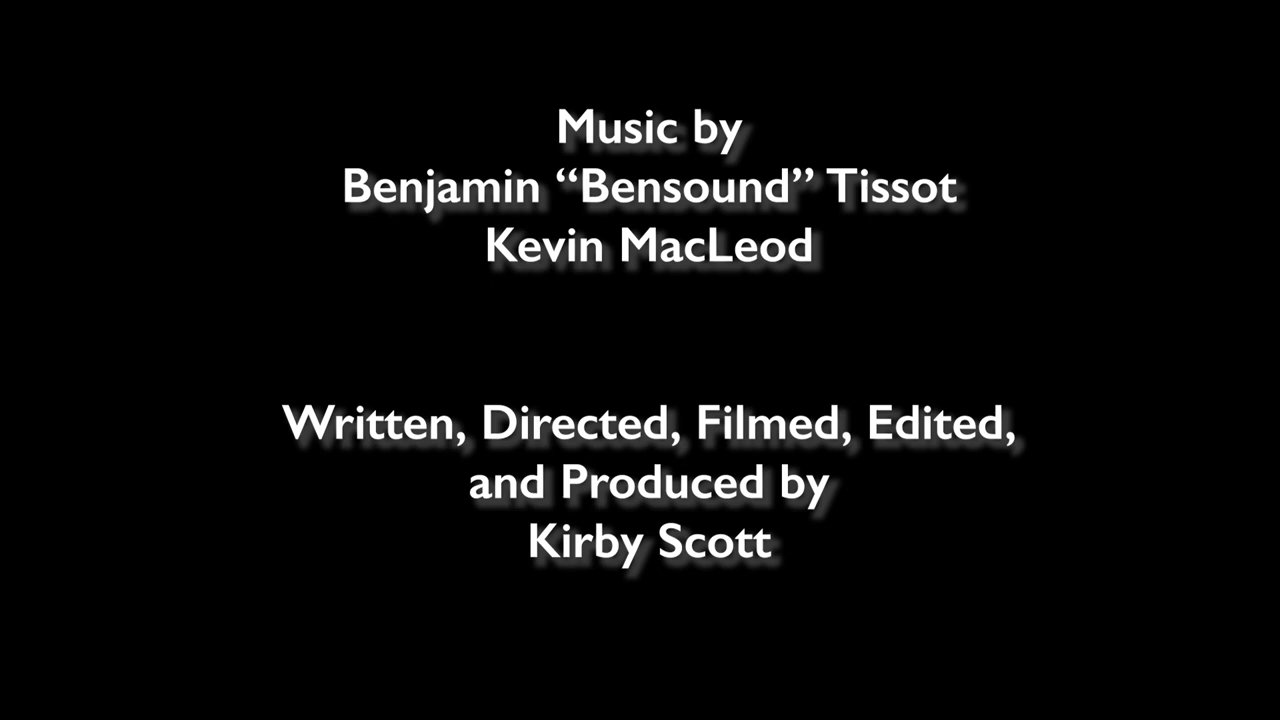 Music by
Benjamin “Bensound” Tissot
Kevin MacLeod
Written, Directed, Filmed, Edited,
and Produced by
Kirby Scott